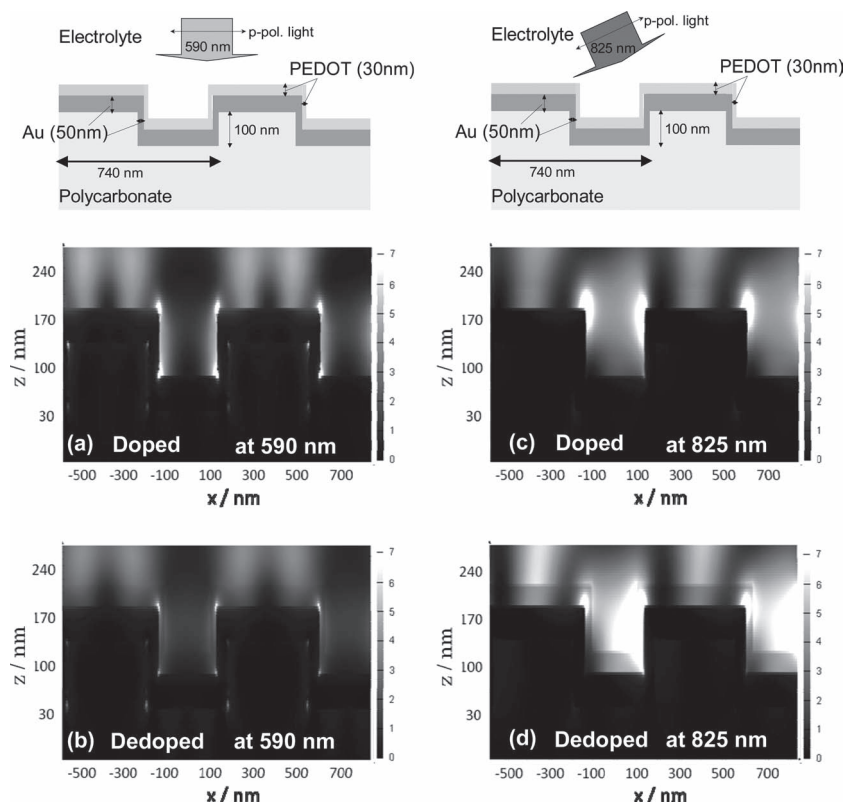 Electrolyte
p-pol. light
590 nm
PEDOT (30nm)
Au (50nm)
100 nm
740 nm
Polycarbonate
Electrolyte
p-pol. light
825 nm
PEDOT (30nm)
Au (50nm)
100 nm
740 nm
Polycarbonate
240
170
100
30
z / nm
7
6
5
4
3
2
1
0
(a) Doped at 590 nm
-500 -300 -100 100 300 500 700
x / nm
240
170
100
30
z / nm
7
6
5
4
3
2
1
0
(c) Doped at 825 nm
-500 -300 -100 100 300 500 700
x / nm
240
170
100
30
z / nm
7
6
5
4
3
2
1
0
(b) Dedoped at 590 nm
-500 -300 -100 100 300 500 700
x / nm
240
170
100
30
z / nm
7
6
5
4
3
2
1
0
(d) Dedoped at 825 nm
-500 -300 -100 100 300 500 700
x / nm